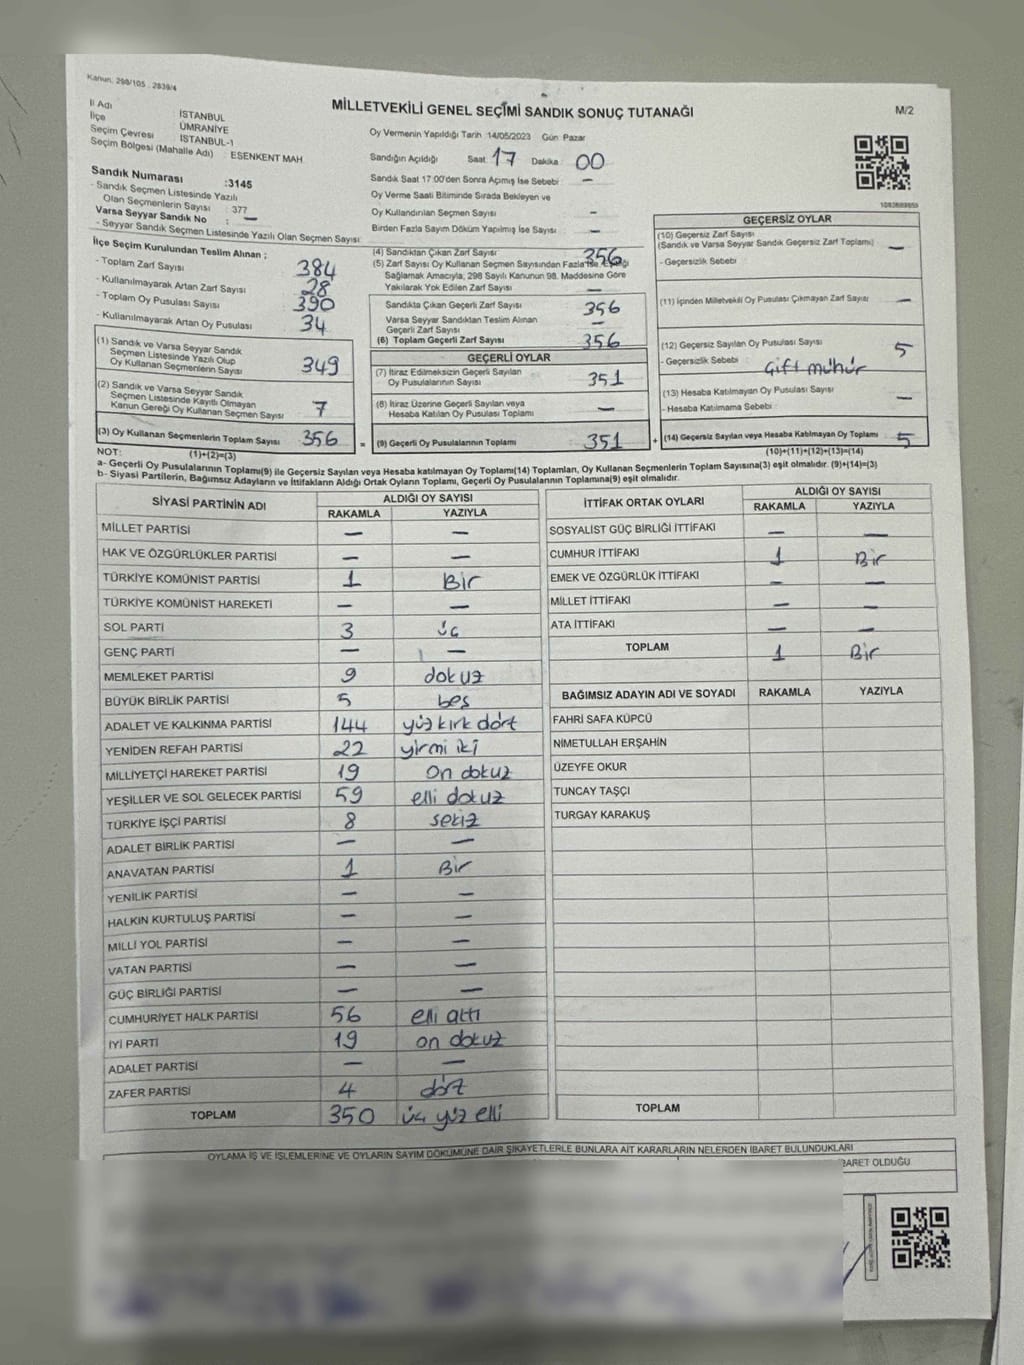 Kanun: 298/105 : 2839/4
MİLLETVEKİLİ GENEL SEÇİMİ SANDIK SONUÇ TUTANAĞI
M/2
İl Adı : İSTANBUL
İlçe : ÜMRANİYE
Seçim Çevresi : İSTANBUL-1
Seçim Bölgesi (Mahalle Adı) : ESENKENT MAH.
Sandık Numarası :3145
- Sandık Seçmen Listesinde Yazılı
Olan Seçmenlerin Sayısı : 377
Varsa Seyyar Sandık No : —
- Seyyar Sandık Seçmen Listesinde Yazılı Olan Seçmen Sayısı:
İlçe Seçim Kurulundan Teslim Alınan ;
- Toplam Zarf Sayısı 384
- Kullanılmayarak Artan Zarf Sayısı 28
- Toplam Oy Pusulası Sayısı 390
- Kullanılmayarak Artan Oy Pusulası 34
(1) Sandık ve Varsa Seyyar Sandık
Seçmen Listesinde Yazılı Olup
Oy Kullanan Seçmenlerin Sayısı 349
(2) Sandık ve Varsa Seyyar Sandık
Seçmen Listesinde Kayıtlı Olmayan
Kanun Gereği Oy Kullanan Seçmen Sayısı 7
(3) Oy Kullanan Seçmenlerin Toplam Sayısı 356 =
(1)+(2)=(3)
Oy Vermenin Yapıldığı Tarih 14/05/2023 Gün Pazar
Sandığın Açıldığı Saat: 17 Dakika 00
Sandık Saat 17:00'den Sonra Açımış İse Sebebi : —
Oy Verme Saati Bitiminde Sırada Bekleyen ve
Oy Kullandırılan Seçmen Sayısı —
Birden Fazla Sayım Döküm Yapılmış İse Sayısı : —
(4) Sandıktan Çıkan Zarf Sayısı 356
(5) Zarf Sayısı Oy Kullanan Seçmen Sayısından Fazla İse,
Sağlamak Amacıyla, 298 Sayılı Kanunun 98. Maddesine Göre
Yakılarak Yok Edilen Zarf Sayısı —
Sandıkta Çıkan Geçerli Zarf Sayısı 356
Varsa Seyyar Sandıktan Teslim Alınan
Geçerli Zarf Sayısı —
(6) Toplam Geçerli Zarf Sayısı 356
GEÇERLİ OYLAR
(7) İtiraz Edilmeksizin Geçerli Sayılan
Oy Pusulalarının Sayısı 351
(8) İtiraz Üzerine Geçerli Sayılan veya
Hesaba Katılan Oy Pusulası Toplamı —
(9) Geçerli Oy Pusulalarının Toplamı 351 +
GEÇERSİZ OYLAR
(10) Geçersiz Zarf Sayısı
(Sandık ve Varsa Seyyar Sandık Geçersiz Zarf Toplamı) —
- Geçersizlik Sebebi :
(11) İçinden Milletvekili Oy Pusulası Çıkmayan Zarf Sayısı —
(12) Geçersiz Sayılan Oy Pusulası Sayısı 5
- Geçersizlik Sebebi : Çift mühür
(13) Hesaba Katılmayan Oy Pusulası Sayısı —
- Hesaba Katılmama Sebebi :
(14) Geçersiz Sayılan veya Hesaba Katılmayan Oy Toplamı 5
(10)+(11)+(12)+(13)=(14)
NOT:
a- Geçerli Oy Pusulalarının Toplamı(9) ile Geçersiz Sayılan veya Hesaba katılmayan Oy Toplamı(14) Toplamları, Oy Kullanan Seçmenlerin Toplam Sayısına(3) eşit olmalıdır. (9)+(14)=(3)
b- Siyasi Partilerin, Bağımsız Adayların ve İttifakların Aldığı Ortak Oyların Toplamı, Geçerli Oy Pusulalarının Toplamına(9) eşit olmalıdır.
SİYASİ PARTİNİN ADI ALDIĞI OY SAYISI
RAKAMLA YAZIYLA
MİLLET PARTİSİ — —
HAK VE ÖZGÜRLÜKLER PARTİSİ — —
TÜRKİYE KOMÜNİST PARTİSİ 1 Bir
TÜRKİYE KOMÜNİST HAREKETİ — —
SOL PARTİ 3 üç
GENÇ PARTİ — —
MEMLEKET PARTİSİ 9 dokuz
BÜYÜK BİRLİK PARTİSİ 5 beş
ADALET VE KALKINMA PARTİSİ 144 yüz kırk dört
YENİDEN REFAH PARTİSİ 22 yirmi iki
MİLLİYETÇİ HAREKET PARTİSİ 19 On dokuz
YEŞİLLER VE SOL GELECEK PARTİSİ 59 elli dokuz
TÜRKİYE İŞÇİ PARTİSİ 8 sekiz
ADALET BİRLİK PARTİSİ — —
ANAVATAN PARTİSİ 1 Bir
YENİLİK PARTİSİ — —
HALKIN KURTULUŞ PARTİSİ — —
MİLLİ YOL PARTİSİ — —
VATAN PARTİSİ — —
GÜÇ BİRLİĞİ PARTİSİ — —
CUMHURİYET HALK PARTİSİ 56 elli altı
İYİ PARTİ 19 on dokuz
ADALET PARTİSİ — —
ZAFER PARTİSİ 4 dört
TOPLAM 350 üç yüz elli
İTTİFAK ORTAK OYLARI ALDIĞI OY SAYISI
RAKAMLA YAZIYLA
SOSYALİST GÜÇ BİRLİĞİ İTTİFAKI — —
CUMHUR İTTİFAKI 1 Bir
EMEK VE ÖZGÜRLÜK İTTİFAKI — —
MİLLET İTTİFAKI — —
ATA İTTİFAKI — —
TOPLAM 1 Bir
BAĞIMSIZ ADAYIN ADI VE SOYADI RAKAMLA YAZIYLA
FAHRİ SAFA KÜPCÜ
NİMETULLAH ERŞAHİN
ÜZEYFE OKUR
TUNCAY TAŞÇI
TURGAY KARAKUŞ
TOPLAM
OYLAMA İŞ VE İŞLEMLERİNE VE OYLARIN SAYIM DÖKÜMÜNE DAİR ŞİKAYETLERLE BUNLARA AİT KARARLARIN NELERDEN İBARET BULUNDUKLARI
BARET OLDUĞU